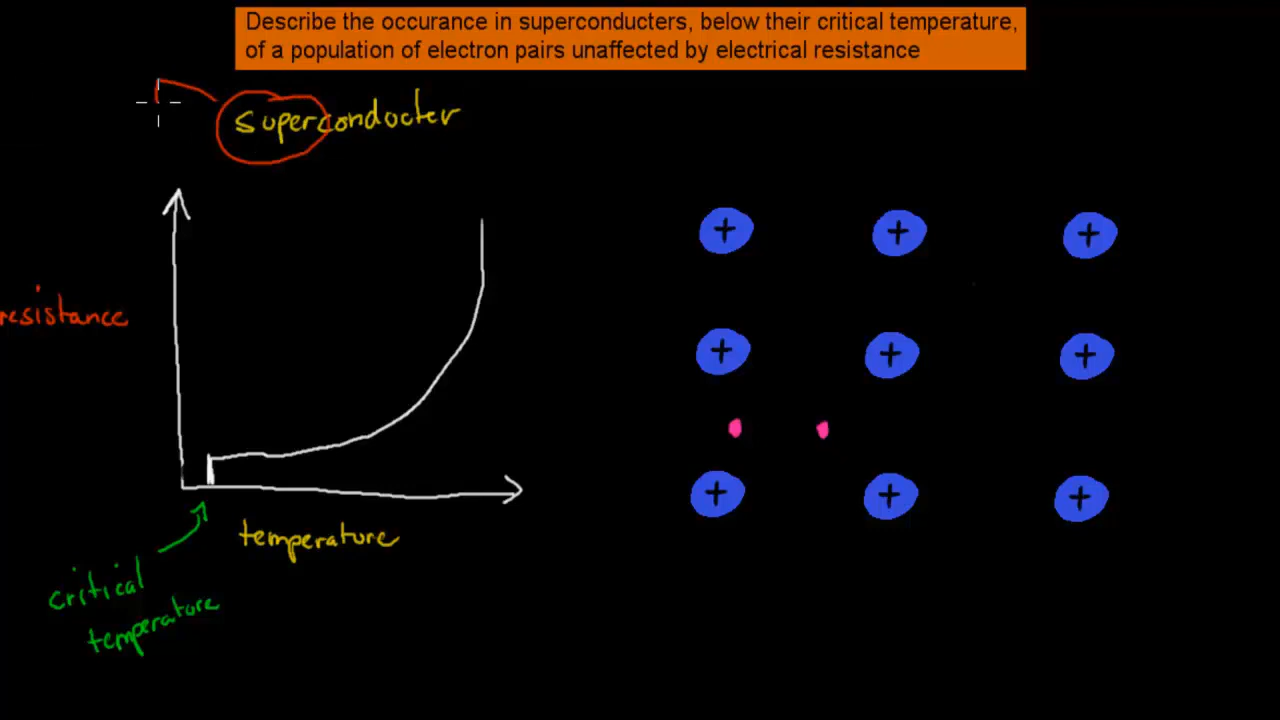 Describe the occurance in superconducters, below their critical temperature,
of a population of electron pairs unaffected by electrical resistance
superconducter
resistance
temperature
critical
temperature
+ + +
+ + +
+ + +